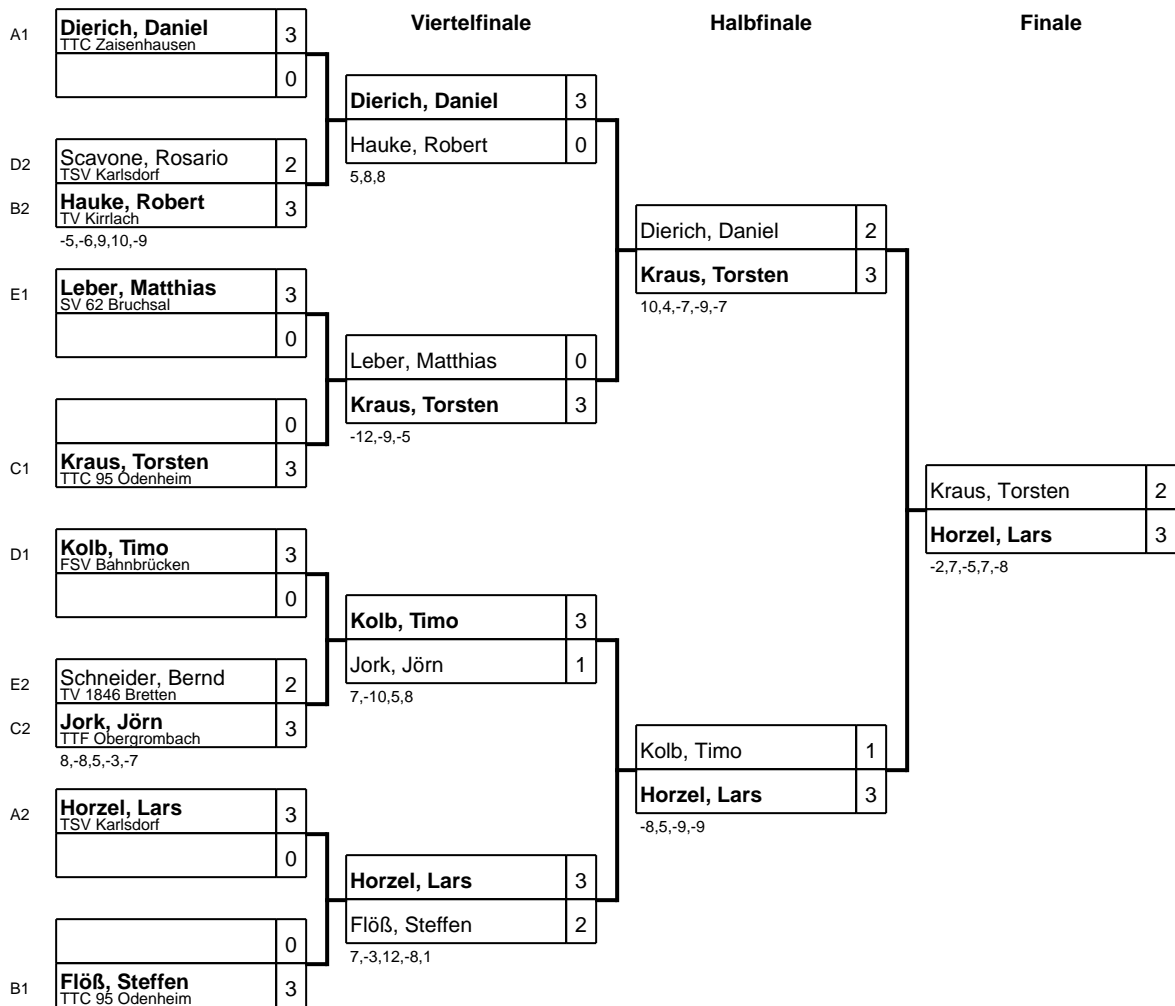 Viertelfinale
Halbfinale
Finale
A1 Dierich, Daniel 3
TTC Zaisenhausen
0
D2 Scavone, Rosario 2
TSV Karlsdorf
B2 Hauke, Robert 3
TV Kirrlach
-5,-6,9,10,-9
E1 Leber, Matthias 3
SV 62 Bruchsal
0
0
C1 Kraus, Torsten 3
TTC 95 Odenheim
D1 Kolb, Timo 3
FSV Bahnbrücken
0
E2 Schneider, Bernd 2
TV 1846 Bretten
C2 Jork, Jörn 3
TTF Obergrombach
8,-8,5,-3,-7
A2 Horzel, Lars 3
TSV Karlsdorf
0
0
B1 Flöß, Steffen 3
TTC 95 Odenheim
Dierich, Daniel 3
Hauke, Robert 0
5,8,8
Leber, Matthias 0
Kraus, Torsten 3
-12,-9,-5
Kolb, Timo 3
Jork, Jörn 1
7,-10,5,8
Horzel, Lars 3
Flöß, Steffen 2
7,-3,12,-8,1
Dierich, Daniel 2
Kraus, Torsten 3
10,4,-7,-9,-7
Kolb, Timo 1
Horzel, Lars 3
-8,5,-9,-9
Kraus, Torsten 2
Horzel, Lars 3
-2,7,-5,7,-8